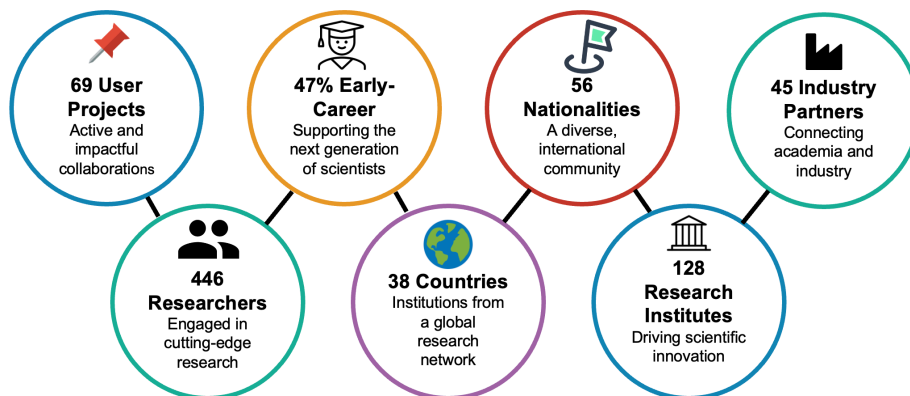 69 User
Projects
Active and
impactful
collaborations
446
Researchers
Engaged in
cutting-edge
research
47% Early-
Career
Supporting the
next generation
of scientists
38 Countries
Institutions from
a global
research
network
56
Nationalities
A diverse,
international
community
128
Research
Institutes
Driving scientific
innovation
45 Industry
Partners
Connecting
academia and
industry